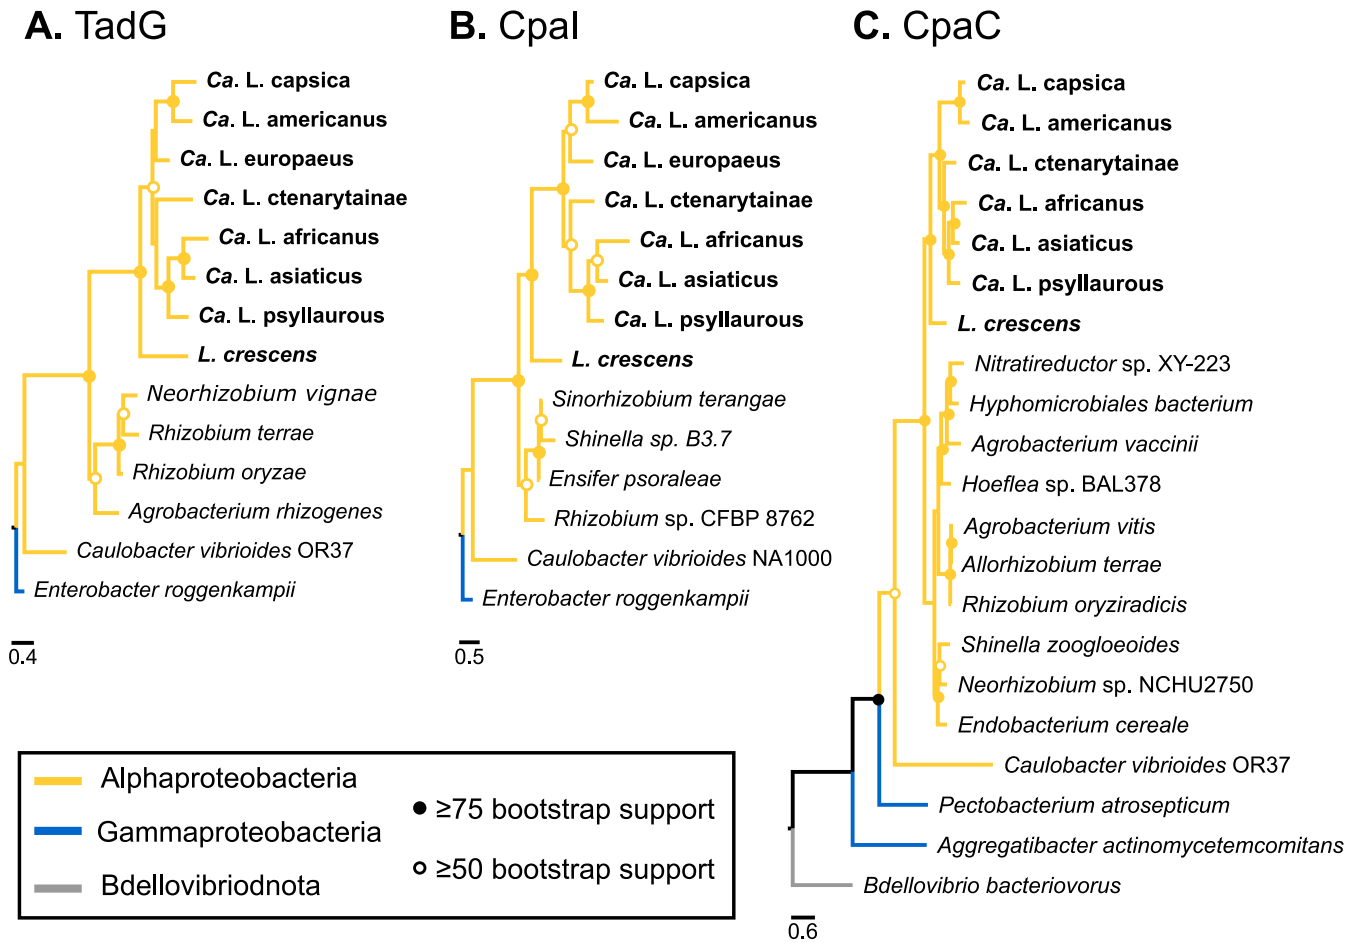 A. TadG
Ca. L. capsica
Ca. L. americanus
Ca. L. europaeus
Ca. L. ctenarytainae
Ca. L. africanus
Ca. L. asiaticus
Ca. L. psyllaurous
L. crescens
Neorhizobium vignae
Rhizobium terrae
Rhizobium oryzae
Agrobacterium rhizogenes
Caulobacter vibrioides OR37
Enterobacter roggenkampii
0.4
B. CpaI
Ca. L. capsica
Ca. L. americanus
Ca. L. europaeus
Ca. L. ctenarytainae
Ca. L. africanus
Ca. L. asiaticus
Ca. L. psyllaurous
L. crescens
Sinorhizobium terangae
Shinella sp. B3.7
Ensifer psoraleae
Rhizobium sp. CFBP 8762
Caulobacter vibrioides NA1000
Enterobacter roggenkampii
0.5
C. CpaC
Ca. L. capsica
Ca. L. americanus
Ca. L. ctenarytainae
Ca. L. africanus
Ca. L. asiaticus
Ca. L. psyllaurous
L. crescens
Nitratireductor sp. XY-223
Hyphomicrobiales bacterium
Agrobacterium vaccinii
Hoeflea sp. BAL378
Agrobacterium vitis
Allorhizobium terrae
Rhizobium oryziradicis
Shinella zoogloeoides
Neorhizobium sp. NCHU2750
Endobacterium cereale
Caulobacter vibrioides OR37
Pectobacterium atrosepticum
Aggregatibacter actinomycetemcomitans
Bdellovibrio bacteriovorus
0.6
Alphaproteobacteria
Gammaproteobacteria
Bdellovibriodnota
≥75 bootstrap support
≥50 bootstrap support